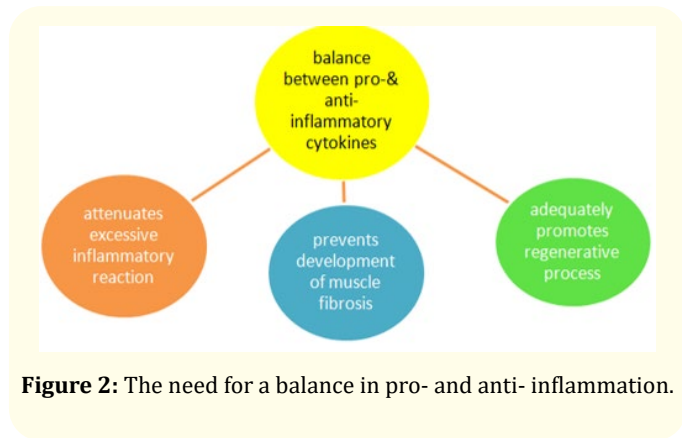 balance
between pro-&
anti-
inflammatory
cytokines
attenuates
excessive
inflammatory
reaction
prevents
development
of muscle
fibrosis
adequately
promotes
regenerative
process
Figure 2: The need for a balance in pro- and anti- inflammation.